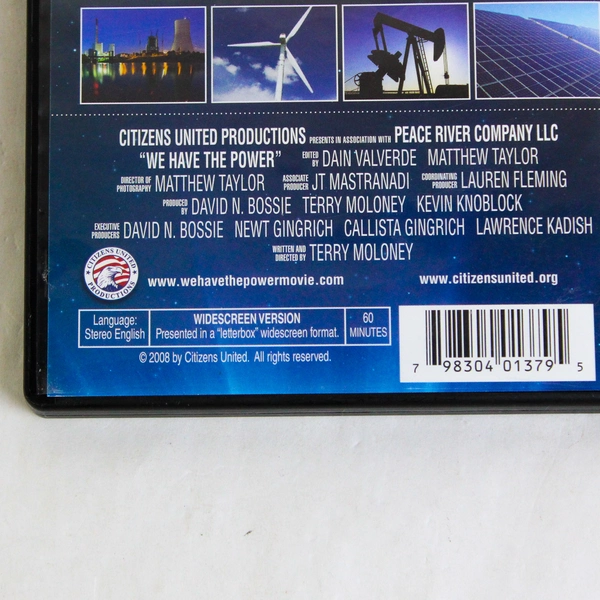 CITIZENS UNITED PRODUCTIONS PRESENTS IN ASSOCIATION WITH PEACE RIVER COMPANY LLC
"WE HAVE THE POWER" EDITED BY DAIN VALVERDE MATTHEW TAYLOR
DIRECTOR OF PHOTOGRAPHY MATTHEW TAYLOR ASSOCIATE PRODUCER JT MASTRANADI COORDINATING PRODUCER LAUREN FLEMING
PRODUCED BY DAVID N. BOSSIE TERRY MOLONEY KEVIN KNOBLOCK
EXECUTIVE PRODUCERS DAVID N. BOSSIE NEWT GINGRICH CALLISTA GINGRICH LAWRENCE KADISH
WRITTEN AND DIRECTED BY TERRY MOLONEY
CITIZENS UNITED PRODUCTIONS
www.wehavethepowermovie.com www.citizensunited.org
Language: Stereo English
WIDESCREEN VERSION
Presented in a "letterbox" widescreen format.
60 MINUTES
© 2008 by Citizens United. All rights reserved.
7 98304 01379 5